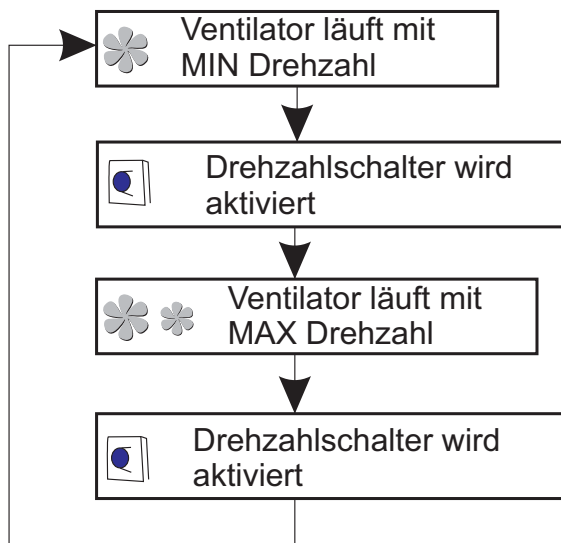 Ventilator läuft mit
MIN Drehzahl
Drehzahlschalter wird
aktiviert
Ventilator läuft mit
MAX Drehzahl
Drehzahlschalter wird
aktiviert